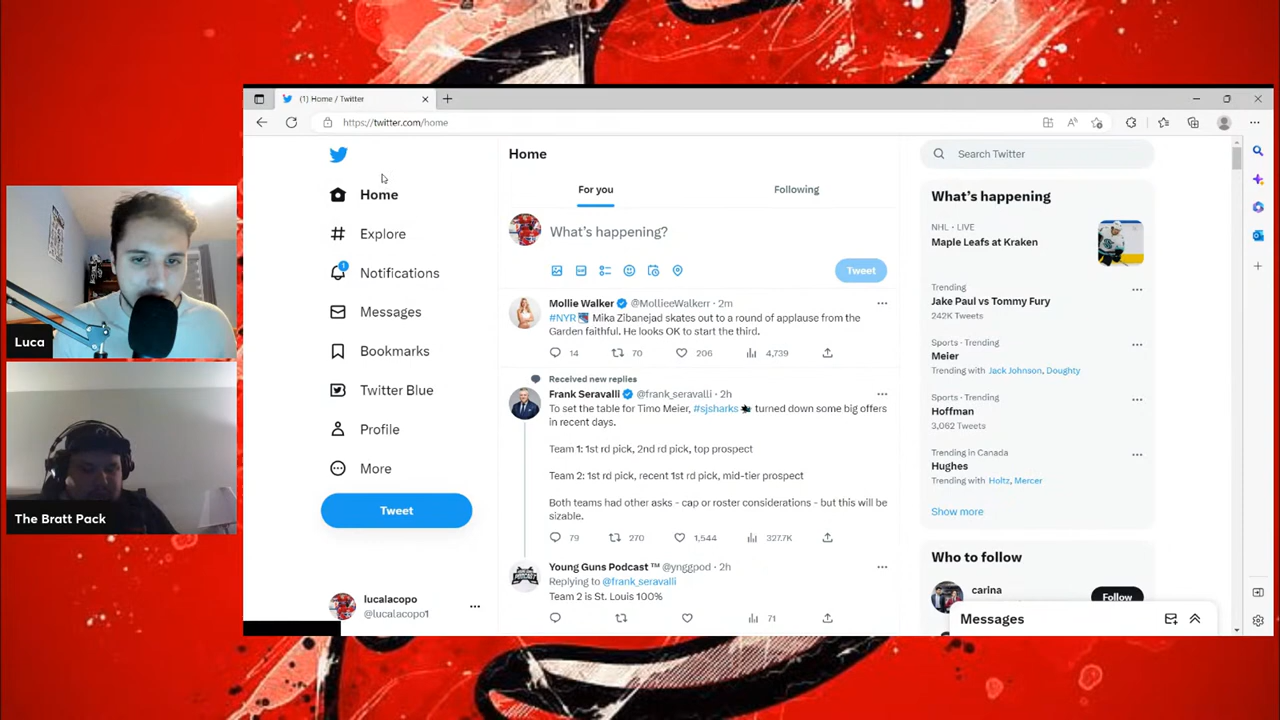 (1) Home / Twitter
https://twitter.com/home
Luca
The Bratt Pack
Home
Explore
1
Notifications
Messages
Bookmarks
Twitter Blue
Profile
More
Tweet
lucalacopo
@lucalacopo1
Home
For you
Following
What's happening?
Tweet
Mollie Walker @MollieeWalkerr · 2m
#NYR Mika Zibanejad skates out to a round of applause from the
Garden faithful. He looks OK to start the third.
14 70 206 4,739
Received new replies
Frank Seravalli @frank_seravalli · 2h
To set the table for Timo Meier, #sjsharks turned down some big offers
in recent days.
Team 1: 1st rd pick, 2nd rd pick, top prospect
Team 2: 1st rd pick, recent 1st rd pick, mid-tier prospect
Both teams had other asks - cap or roster considerations - but this will be
sizable.
79 270 1,544 327.7K
Young Guns Podcast ™ @ynggpod · 2h
Replying to @frank_seravalli
Team 2 is St. Louis 100%
71
Search Twitter
What's happening
NHL · LIVE
Maple Leafs at Kraken
Trending
Jake Paul vs Tommy Fury
242K Tweets
Sports · Trending
Meier
Trending with Jack Johnson, Doughty
Sports · Trending
Hoffman
3,062 Tweets
Trending in Canada
Hughes
Trending with Holtz, Mercer
Show more
Who to follow
carina
Follow
Messages